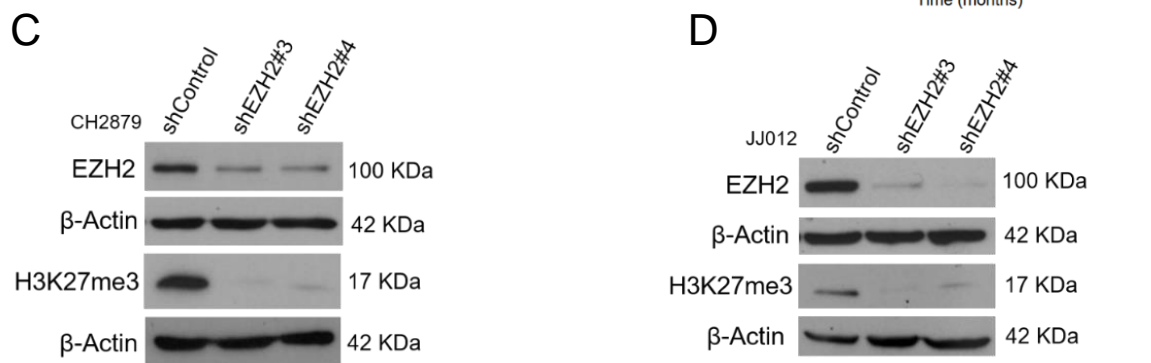 Time (months)
C
shControl
shEZH2#3
shEZH2#4
CH2879
EZH2 100 KDa
β-Actin 42 KDa
H3K27me3 17 KDa
β-Actin 42 KDa
D
shControl
shEZH2#3
shEZH2#4
JJ012
EZH2 100 KDa
β-Actin 42 KDa
H3K27me3 17 KDa
β-Actin 42 KDa